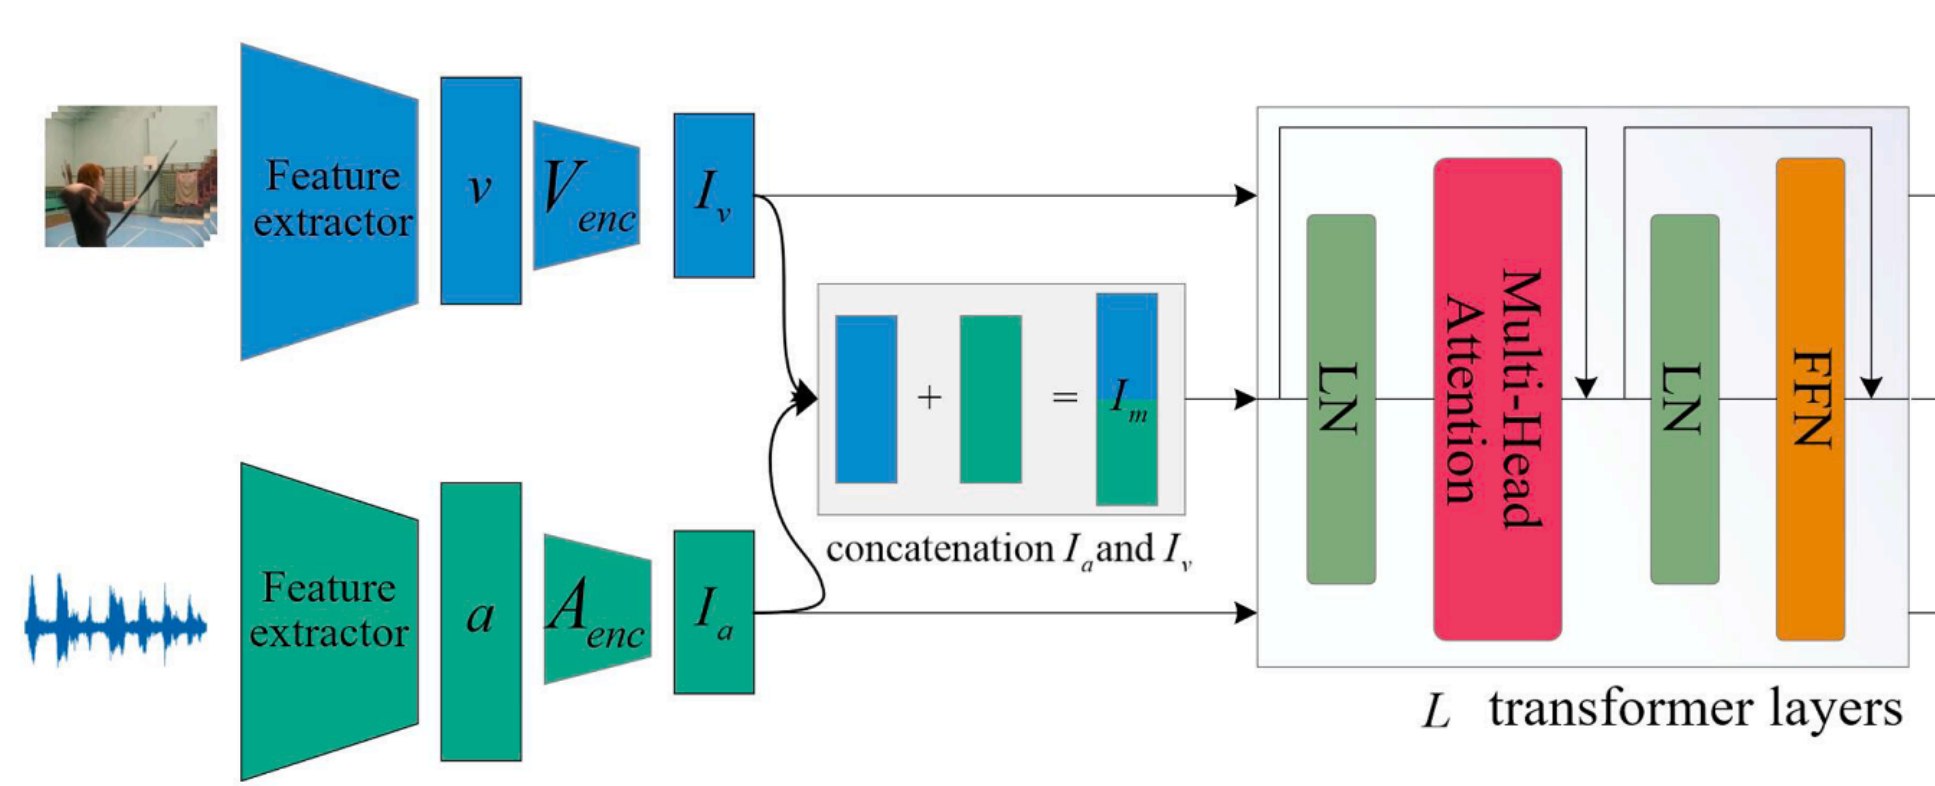 Feature
extractor
v
V enc
I v
+
=
I m
concatenation I a and I v
Feature
extractor
a
A enc
I a
LN
Multi-Head
Attention
LN
FFN
L transformer layers